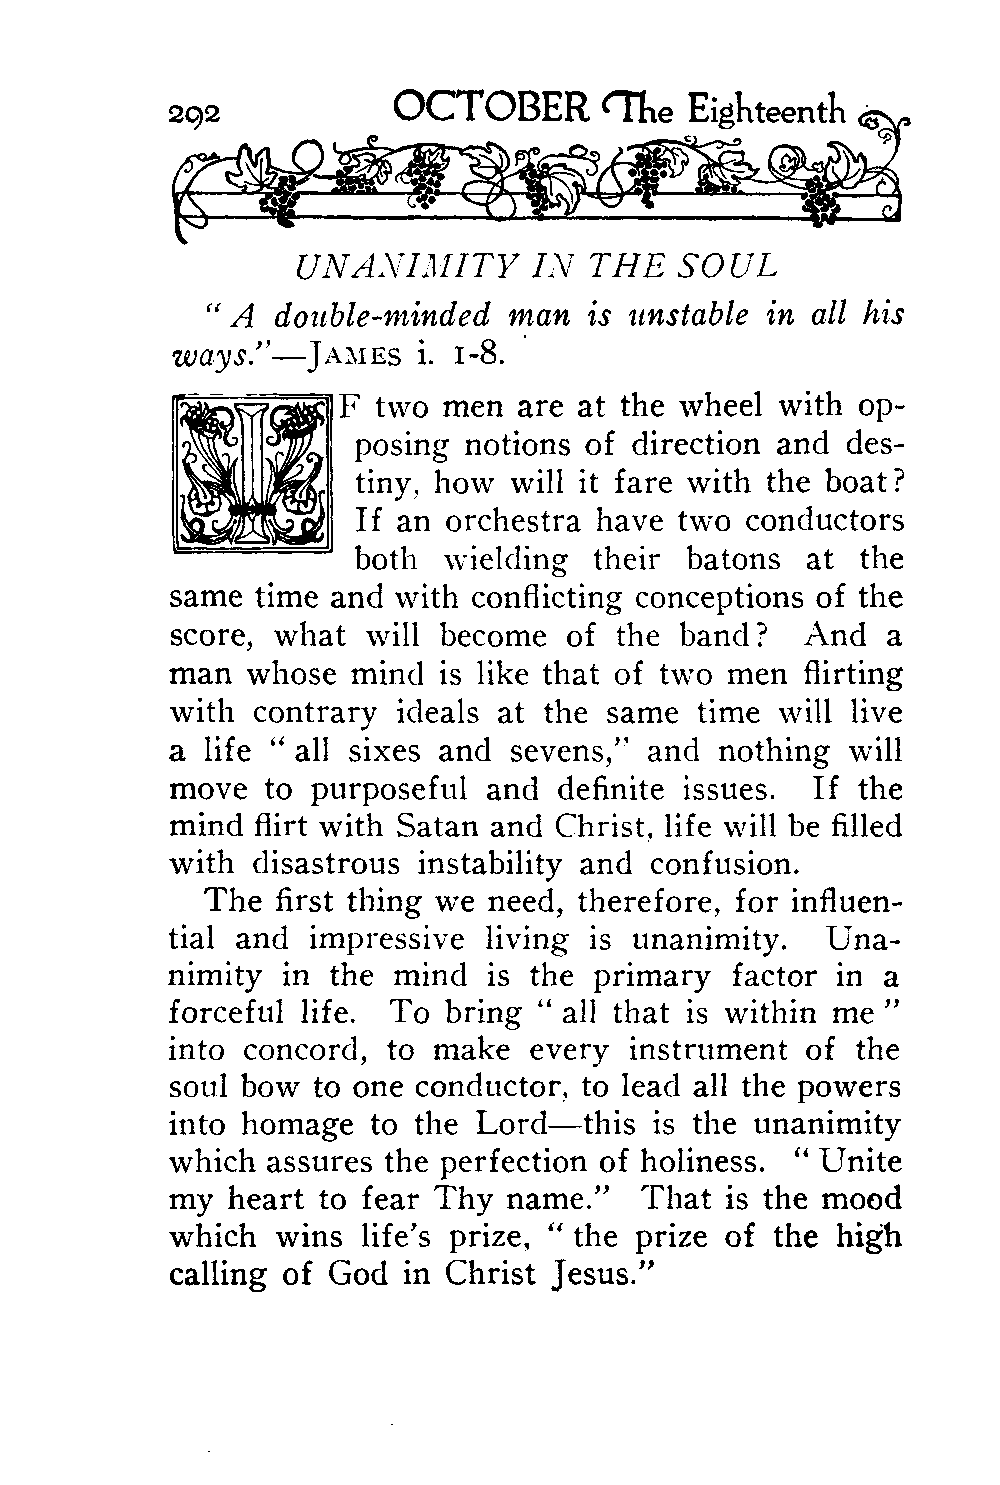 292 OCTOBER The Eighteenth
UNANIMITY IN THE SOUL
“ A double-minded man is unstable in all his
ways.”—JAMES i. 1-8.
IF two men are at the wheel with op-
posing notions of direction and des-
tiny, how will it fare with the boat?
If an orchestra have two conductors
both wielding their batons at the
same time and with conflicting conceptions of the
score, what will become of the band? And a
man whose mind is like that of two men flirting
with contrary ideals at the same time will live
a life “ all sixes and sevens,” and nothing will
move to purposeful and definite issues. If the
mind flirt with Satan and Christ, life will be filled
with disastrous instability and confusion.
The first thing we need, therefore, for influen-
tial and impressive living is unanimity. Una-
nimity in the mind is the primary factor in a
forceful life. To bring “ all that is within me ”
into concord, to make every instrument of the
soul bow to one conductor, to lead all the powers
into homage to the Lord—this is the unanimity
which assures the perfection of holiness. “ Unite
my heart to fear Thy name.” That is the mood
which wins life's prize, “ the prize of the high
calling of God in Christ Jesus.”